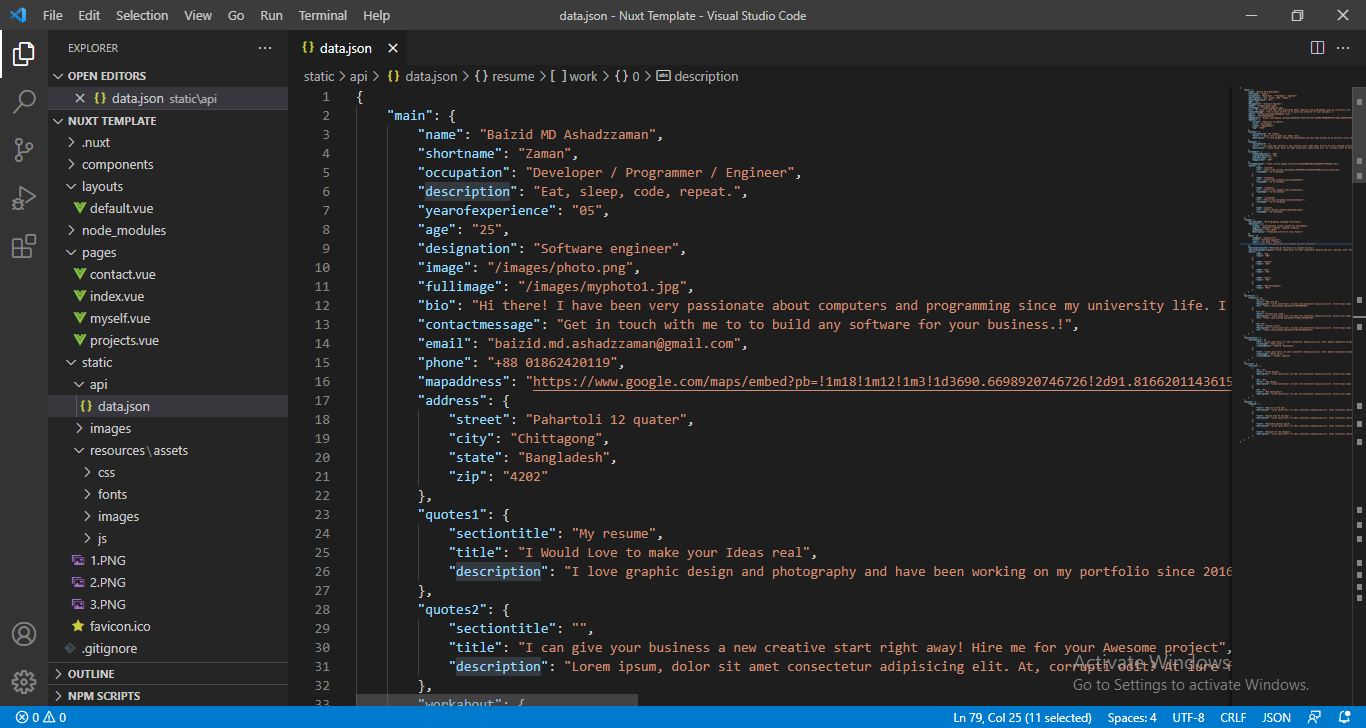 File Edit Selection View Go Run Terminal Help
data.json - Nuxt Template - Visual Studio Code
EXPLORER
OPEN EDITORS
data.json static\api
NUXT TEMPLATE
.nuxt
components
layouts
default.vue
node_modules
pages
contact.vue
index.vue
myself.vue
projects.vue
static
api
{} data.json
images
resources\assets
css
fonts
images
js
1.PNG
2.PNG
3.PNG
favicon.ico
.gitignore
OUTLINE
NPM SCRIPTS
{} data.json
static > api > {} data.json > {} resume > [ ] work > {} 0 > abc description
1 {
2 "main": {
3 "name": "Baizid MD Ashadzzaman",
4 "shortname": "Zaman",
5 "occupation": "Developer / Programmer / Engineer",
6 "description": "Eat, sleep, code, repeat.",
7 "yearofexperience": "05",
8 "age": "25",
9 "designation": "Software engineer",
10 "image": "/images/photo.png",
11 "fullimage": "/images/myphoto1.jpg",
12 "bio": "Hi there! I have been very passionate about computers and programming since my university life. I
13 "contactmessage": "Get in touch with me to to build any software for your business.!",
14 "email": "baizid.md.ashadzzaman@gmail.com",
15 "phone": "+88 01862420119",
16 "mapaddress": "https://www.google.com/maps/embed?pb=!1m18!1m12!1m3!1d3690.6698920746726!2d91.8166201143615
17 "address": {
18 "street": "Pahartoli 12 quater",
19 "city": "Chittagong",
20 "state": "Bangladesh",
21 "zip": "4202"
22 },
23 "quotes1": {
24 "sectiontitle": "My resume",
25 "title": "I Would Love to make your Ideas real",
26 "description": "I love graphic design and photography and have been working on my portfolio since 2016
27 },
28 "quotes2": {
29 "sectiontitle": "",
30 "title": "I can give your business a new creative start right away! Hire me for your Awesome project",
31 "description": "Lorem ipsum, dolor sit amet consectetur adipisicing elit. At, corrupti odit? At iure f
32 },
33 "workabout": {
Activate Windows
Go to Settings to activate Windows.
0 0
Ln 79, Col 25 (11 selected) Spaces: 4 UTF-8 CRLF JSON